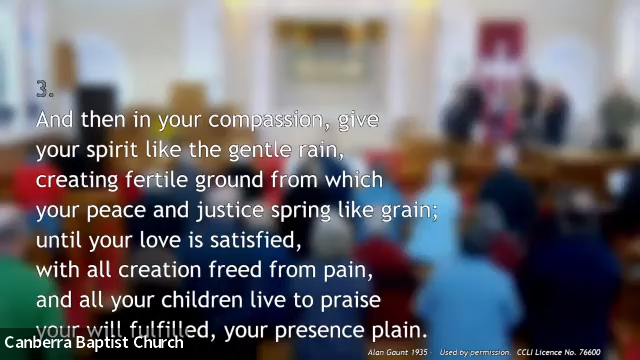 3.
And then in your compassion, give
your spirit like the gentle rain,
creating fertile ground from which
your peace and justice spring like grain;
until your love is satisfied,
with all creation freed from pain,
and all your children live to praise
your will fulfilled, your presence plain.
Canberra Baptist Church
Alan Gaunt 1935 - Used by permission. CCLI Licence No. 76600